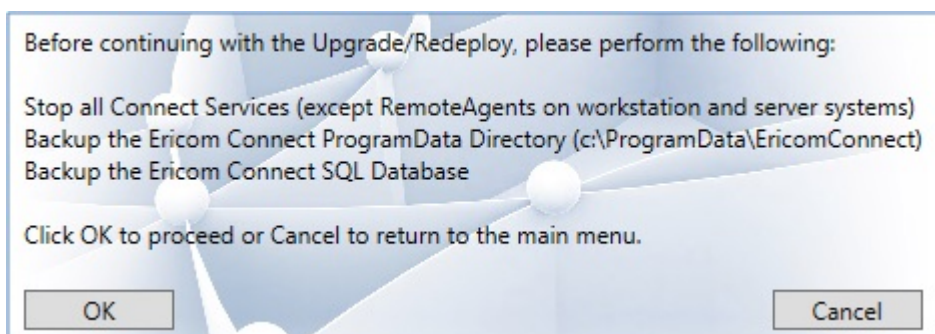 Before continuing with the Upgrade/Redeploy, please perform the following:
Stop all Connect Services (except RemoteAgents on workstation and server systems)
Backup the Ericom Connect ProgramData Directory (c:\ProgramData\EricomConnect)
Backup the Ericom Connect SQL Database
Click OK to proceed or Cancel to return to the main menu.
OK
Cancel